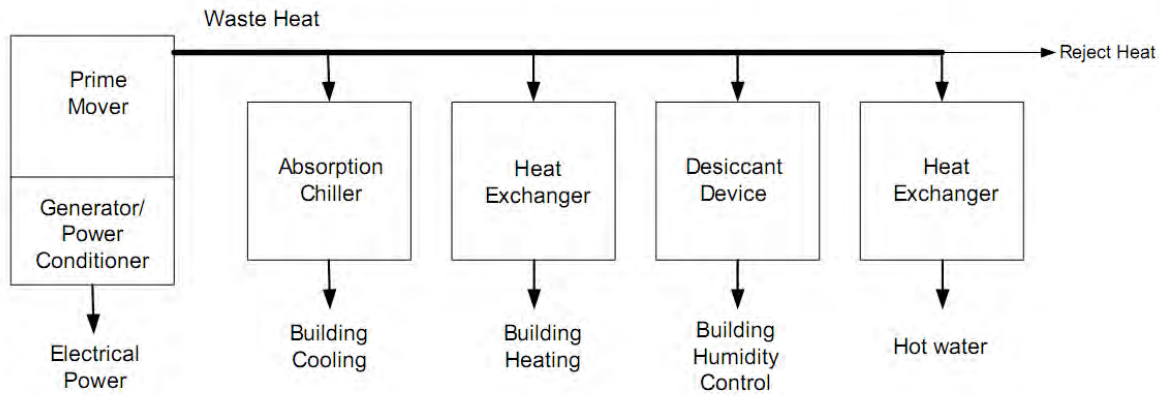 Waste Heat
Reject Heat
Prime
Mover
Generator/
Power
Conditioner
Electrical
Power
Absorption
Chiller
Building
Cooling
Heat
Exchanger
Building
Heating
Desiccant
Device
Building
Humidity
Control
Heat
Exchanger
Hot water